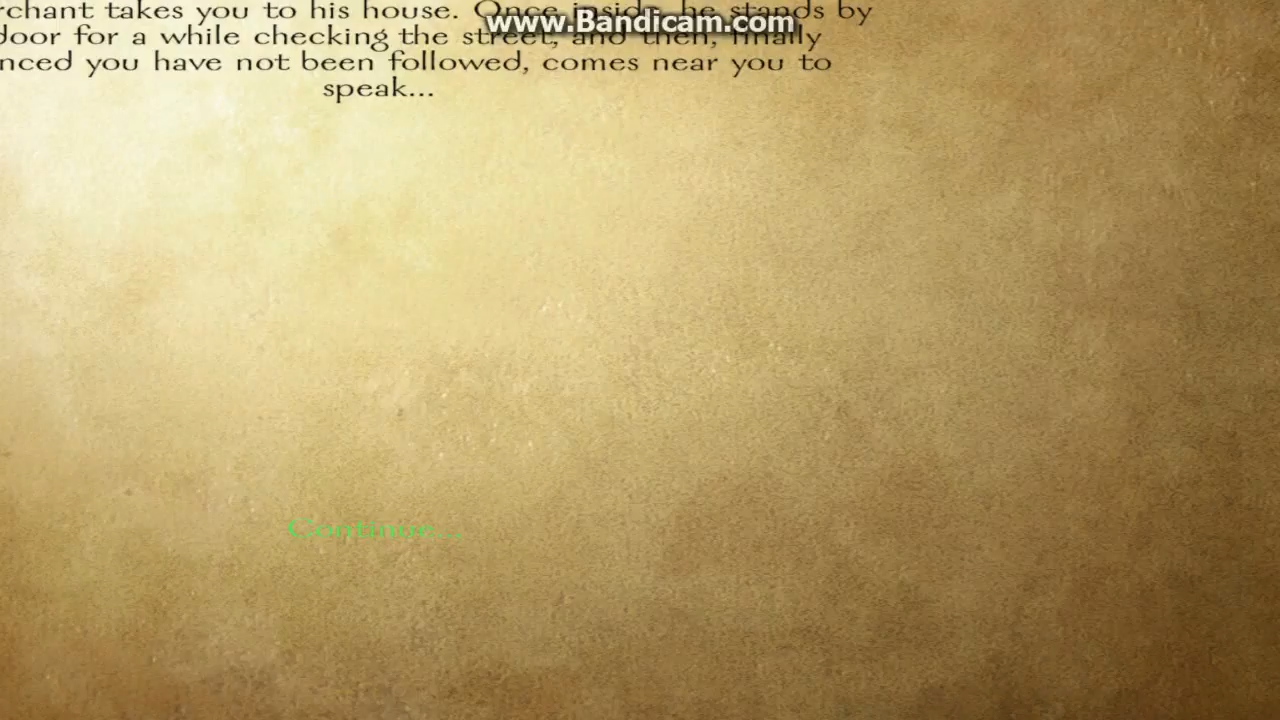 rchant takes you to his house. Once inside, he stands by
www.Bandicam.com
door for a while checking the street, and then, finally
nced you have not been followed, comes near you to
speak...
Continue...